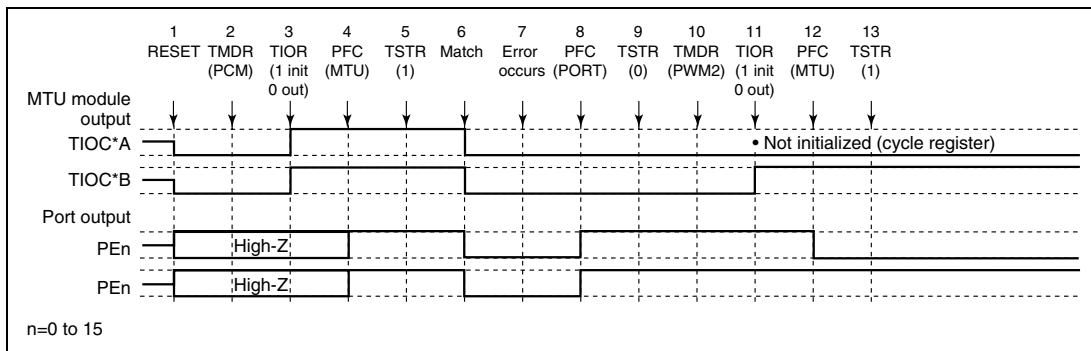 1 2 3 4 5 6 7 8 9 10 11 12 13
RESET TMDR TIOR PFC TSTR Match Error PFC TSTR TMDR TIOR PFC TSTR
(PCM) (1 init (MTU) (1) occurs (PORT) (0) (PWM2) (1 init (MTU) (1)
0 out) 0 out)
MTU module
output
TIOC*A
• Not initialized (cycle register)
TIOC*B
Port output
PEn
High-Z
PEn
High-Z
n=0 to 15